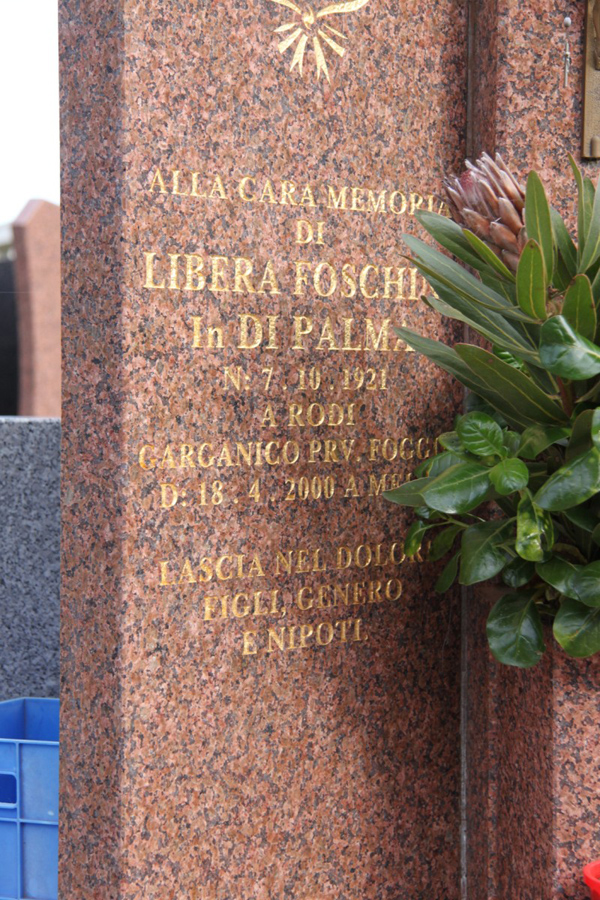 ALLA CARA MEMORIA
DI
LIBERA
In DI PALMA
N: 7 . 10 . 1921
A RODI
GARGANICO PRV.
D: 18 . 4 . 2000 A
LASCIA NEL DOLORE
FIGLI, GENERO
E NIPOTI.